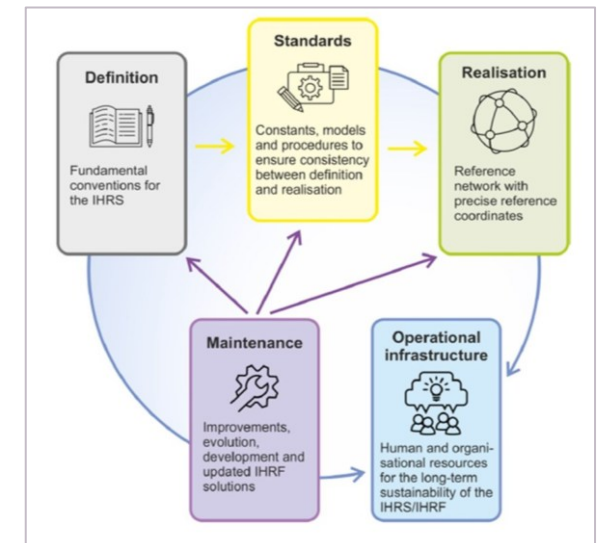 Definition
Fundamental
conventions for
the IHRS
Standards
Constants, models
and procedures to
ensure consistency
between definition
and realisation
Realisation
Reference
network with
precise reference
coordinates
Maintenance
Improvements,
evolution,
development and
updated IHRF
solutions
Operational
infrastructure
Human and organi-
sational resources
for the long-term
sustainability of the
IHRS/IHRF